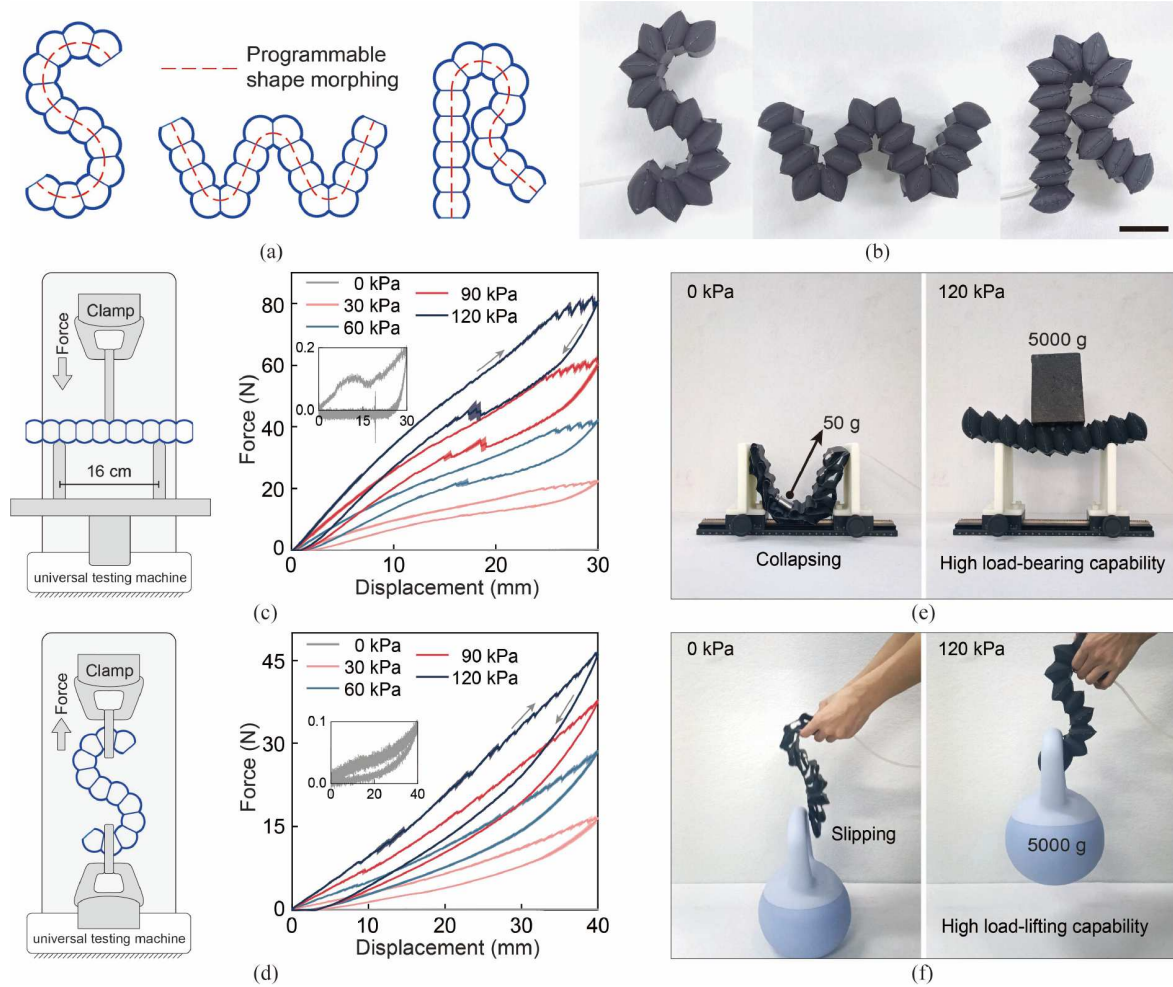 Programmable
shape morphing
(a)
(b)
Clamp
Force
16 cm
universal testing machine
80
60
40
20
0
Force (N)
0 kPa
30 kPa
60 kPa
90 kPa
120 kPa
0.2
0.0
0 15 30
0 10 20 30
Displacement (mm)
(c)
0 kPa
50 g
Collapsing
120 kPa
5000 g
High load-bearing capability
(e)
Clamp
Force
universal testing machine
45
30
15
0
Force (N)
0 kPa
30 kPa
60 kPa
90 kPa
120 kPa
0.1
0.0
0 20 40
0 10 20 30 40
Displacement (mm)
(d)
0 kPa
Slipping
120 kPa
5000 g
High load-lifting capability
(f)